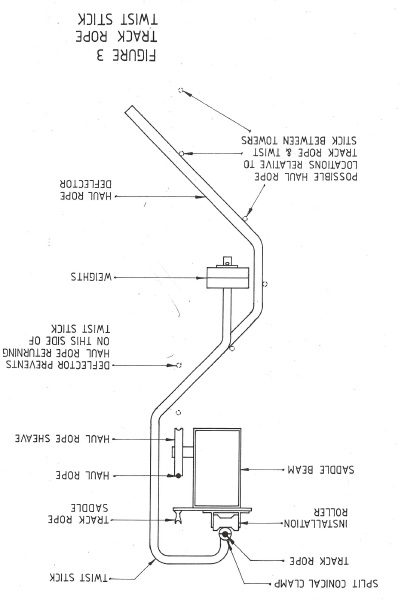 SPLIT CONICAL CLAMP
TWIST STICK
TRACK ROPE
INSTALLATION
ROLLER
TRACK ROPE
SADDLE
SADDLE BEAM
HAUL ROPE
HAUL ROPE SHEAVE
DEFLECTOR PREVENTS
HAUL ROPE RETURNING
ON THIS SIDE OF
TWIST STICK
WEIGHTS
HAUL ROPE
DEFLECTOR
POSSIBLE HAUL ROPE
LOCATIONS RELATIVE TO
TRACK ROPE & TWIST
STICK BETWEEN TOWERS
FIGURE 3
TRACK ROPE
TWIST STICK